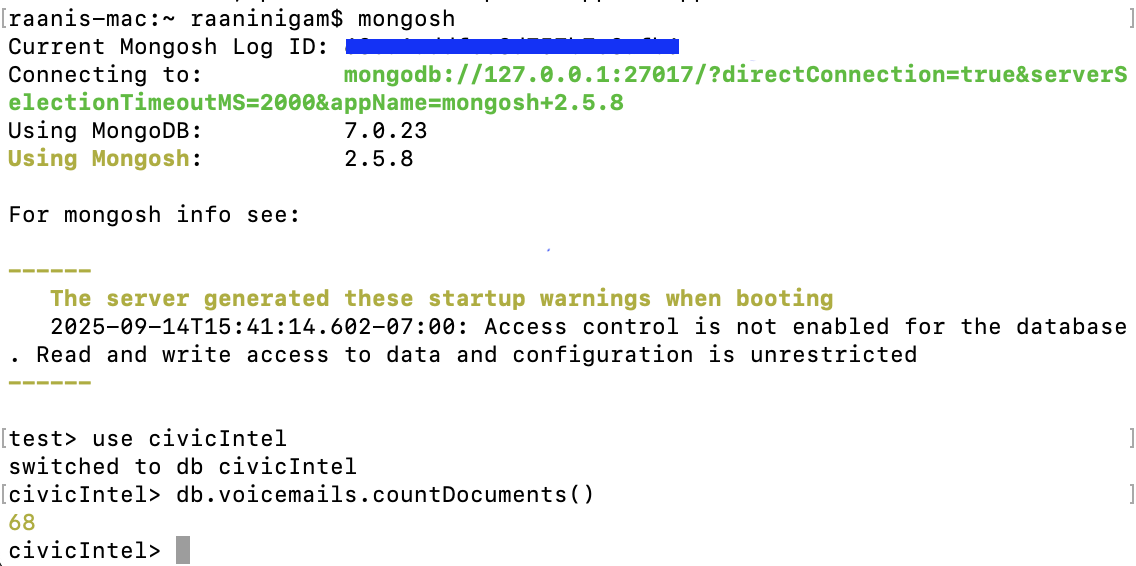 [raanis-mac:~ raaninigam$ mongosh ]
Current Mongosh Log ID:
Connecting to: mongodb://127.0.0.1:27017/?directConnection=true&serverS
electionTimeoutMS=2000&appName=mongosh+2.5.8
Using MongoDB: 7.0.23
Using Mongosh: 2.5.8
For mongosh info see:
------
The server generated these startup warnings when booting
2025-09-14T15:41:14.602-07:00: Access control is not enabled for the database
. Read and write access to data and configuration is unrestricted
------
[test> use civicIntel ]
switched to db civicIntel
[civicIntel> db.voicemails.countDocuments() ]
68
civicIntel>